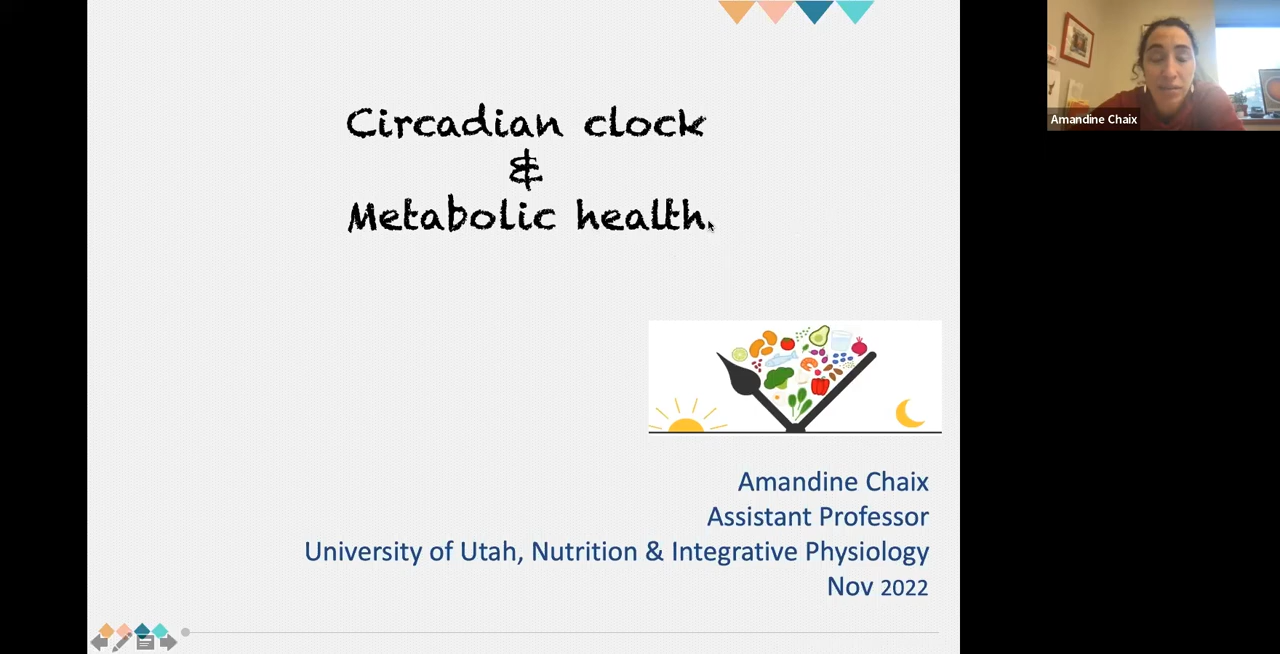 Circadian clock
&
Metabolic health.
Amandine Chaix
Assistant Professor
University of Utah, Nutrition & Integrative Physiology
Nov 2022
Amandine Chaix